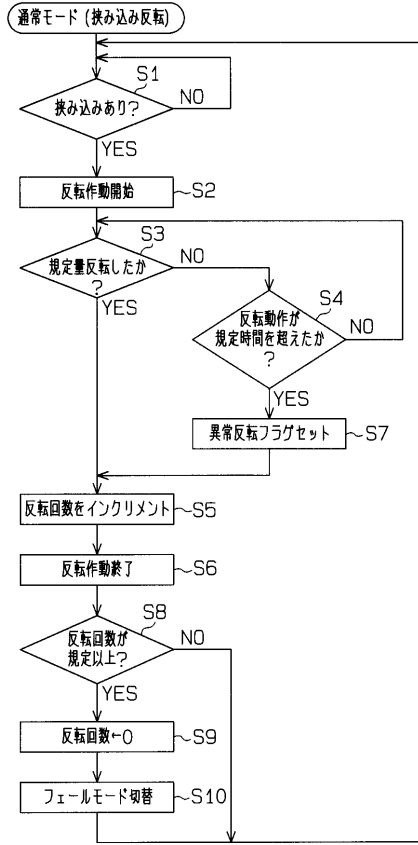 通常モード(挟み込み反転)
S1
挟み込みあり?
NO
YES
反転作動開始
S2
S3
規定量反転したか
?
NO
YES
S4
反転動作が
規定時間を超えたか
?
NO
YES
異常反転フラグセット
S7
反転回数をインクリメント
S5
反転作動終了
S6
S8
反転回数が
規定以上?
NO
YES
反転回数←0
S9
フェールモード切替
S10